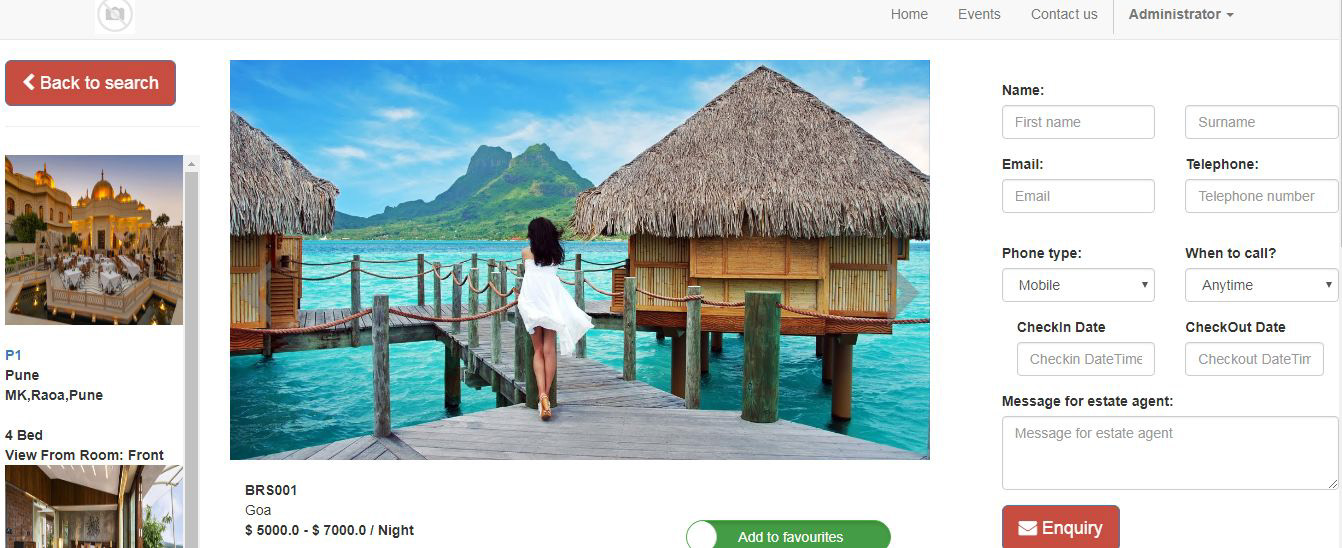 Home Events Contact us Administrator
Back to search
P1
Pune
MK,Raoa,Pune
4 Bed
View From Room: Front
BRS001
Goa
$ 5000.0 - $ 7000.0 / Night
Add to favourites
Name:
First name Surname
Email: Telephone:
Email Telephone number
Phone type: When to call?
Mobile Anytime
CheckIn Date CheckOut Date
Checkin DateTime Checkout DateTim
Message for estate agent:
Message for estate agent
Enquiry